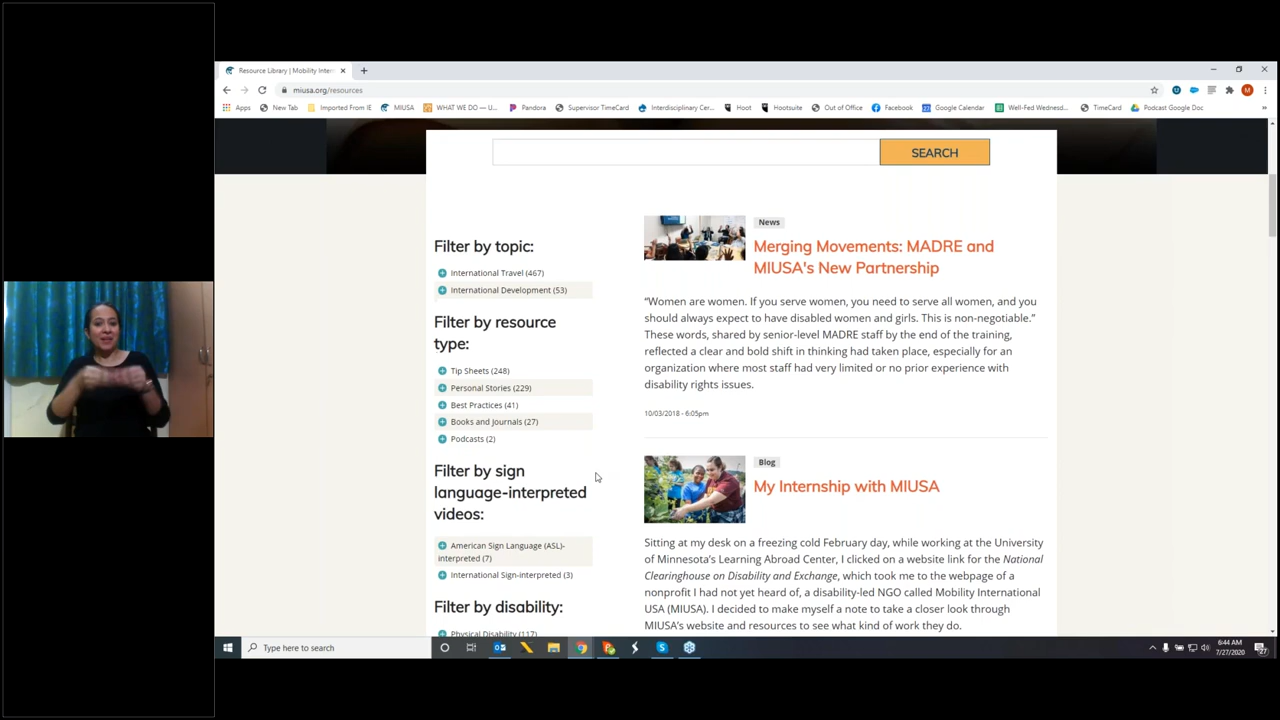 Resource Library | Mobility Inter
miusa.org/resources
Apps New Tab Imported From IE MIUSA WHAT WE DO — U... Pandora Supervisor TimeCard Interdisciplinary Cer... Hoot Hootsuite Out of Office Facebook Google Calendar Well-Fed Wednesd... TimeCard Podcast Google Doc
SEARCH
Filter by topic:
International Travel (467)
International Development (53)
Filter by resource
type:
Tip Sheets (248)
Personal Stories (229)
Best Practices (41)
Books and Journals (27)
Podcasts (2)
Filter by sign
language-interpreted
videos:
American Sign Language (ASL)-
interpreted (7)
International Sign-interpreted (3)
Filter by disability:
Physical Disability (117)
News
Merging Movements: MADRE and
MIUSA's New Partnership
“Women are women. If you serve women, you need to serve all women, and you
should always expect to have disabled women and girls. This is non-negotiable.”
These words, shared by senior-level MADRE staff by the end of the training,
reflected a clear and bold shift in thinking had taken place, especially for an
organization where most staff had very limited or no prior experience with
disability rights issues.
10/03/2018 - 6:05pm
Blog
My Internship with MIUSA
Sitting at my desk on a freezing cold February day, while working at the University
of Minnesota's Learning Abroad Center, I clicked on a website link for the National
Clearinghouse on Disability and Exchange, which took me to the webpage of a
nonprofit I had not yet heard of, a disability-led NGO called Mobility International
USA (MIUSA). I decided to make myself a note to take a closer look through
MIUSA's website and resources to see what kind of work they do.
Type here to search
6:44 AM
7/27/2020